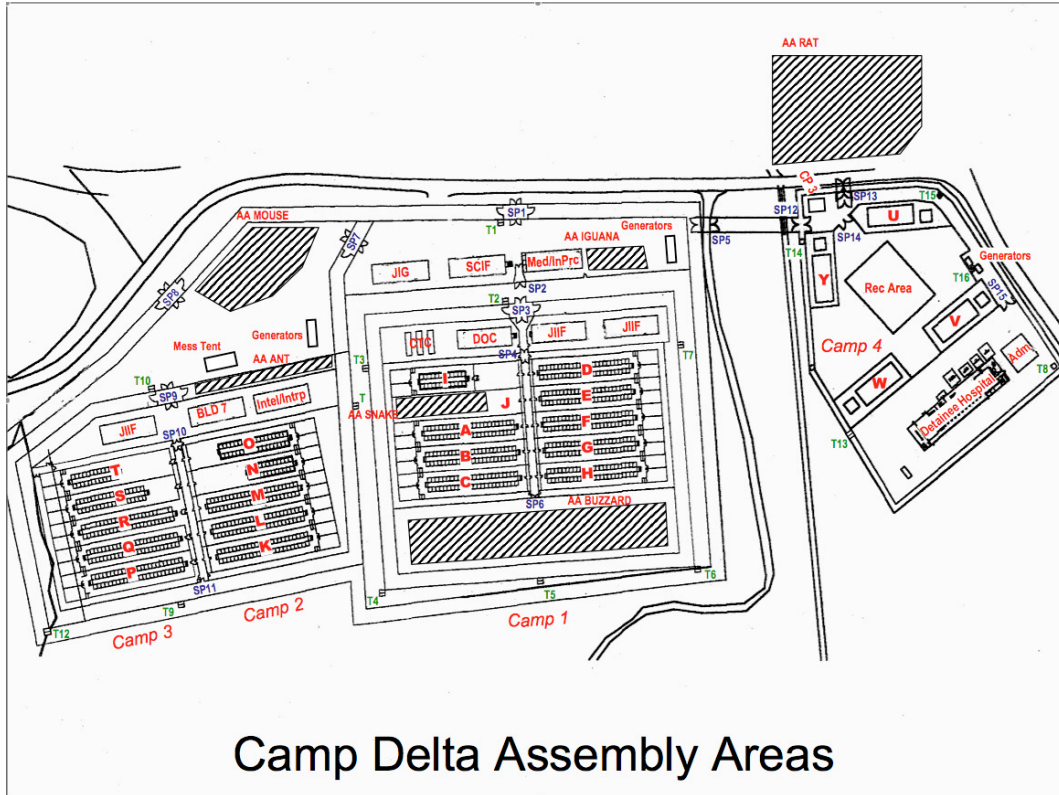 AA RAT
CP 3
SP13
T15
SP12
U
AA MOUSE
SP1
T1
SP7
Generators
SP5
T14
SP14
AA IGUANA
Generators
JIG
SCIF
Med/InPrc
SP2
Y
Rec Area
T16
SP15
SP8
T2
SP3
V
Generators
Mess Tent
CTC
DOC
JIIF
JIIF
T7
Camp 4
Adm
T8
AA ANT
T3
SP4
I
D
W
Detainee Hospital
T10
SP9
BLD 7
Intel/Intrp
T
AA SNAKE
J
E
JIIF
SP10
A
F
T13
O
B
G
T
N
C
H
S
M
SP6
AA BUZZARD
R
L
Q
K
P
SP11
T6
T4
T5
T9
Camp 2
Camp 1
T12
Camp 3
Camp Delta Assembly Areas